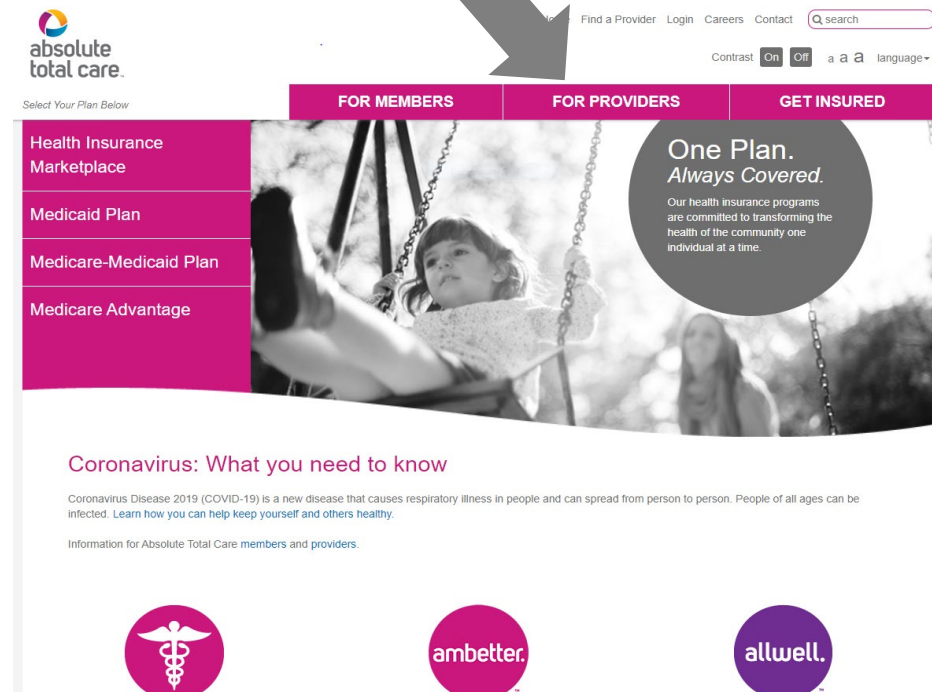 Find a Provider Login Careers Contact search
absolute
total care™
Contrast On Off a a a language
Select Your Plan Below
FOR MEMBERS FOR PROVIDERS GET INSURED
Health Insurance
Marketplace
Medicaid Plan
Medicare-Medicaid Plan
Medicare Advantage
One Plan.
Always Covered.
Our health insurance programs
are committed to transforming the
health of the community one
individual at a time.
Coronavirus: What you need to know
Coronavirus Disease 2019 (COVID-19) is a new disease that causes respiratory illness in people and can spread from person to person. People of all ages can be
infected. Learn how you can help keep yourself and others healthy.
Information for Absolute Total Care members and providers.
ambetter.™
allwell.™